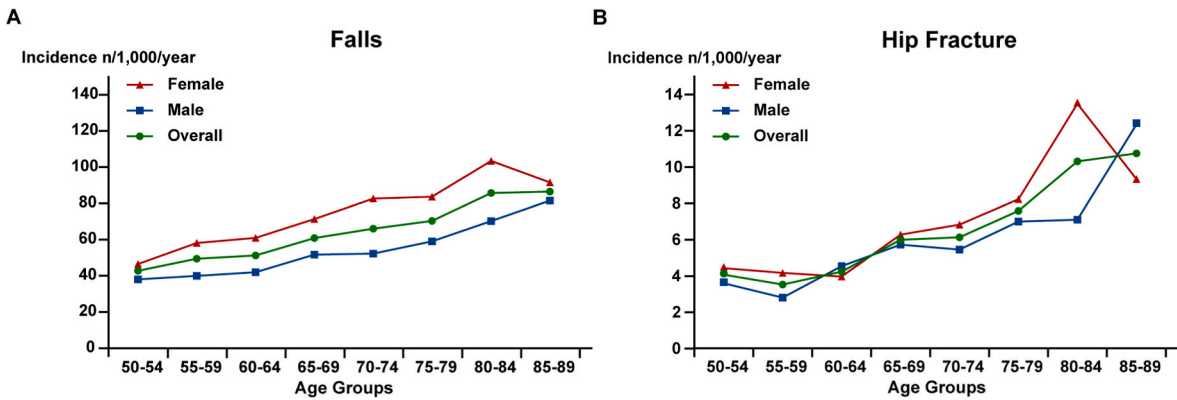 A
Falls
Incidence n/1,000/year
Female
Male
Overall
140
120
100
80
60
40
20
0
50-54 55-59 60-64 65-69 70-74 75-79 80-84 85-89
Age Groups
B
Hip Fracture
Incidence n/1,000/year
Female
Male
Overall
14
12
10
8
6
4
2
0
50-54 55-59 60-64 65-69 70-74 75-79 80-84 85-89
Age Groups